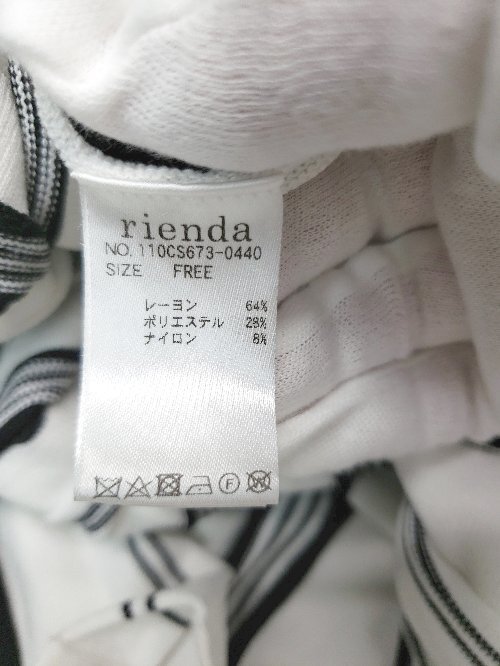 rienda
NO. 110CS673-0440
SIZE FREE
レーヨン 64%
ポリエステル 28%
ナイロン 8%
F
W